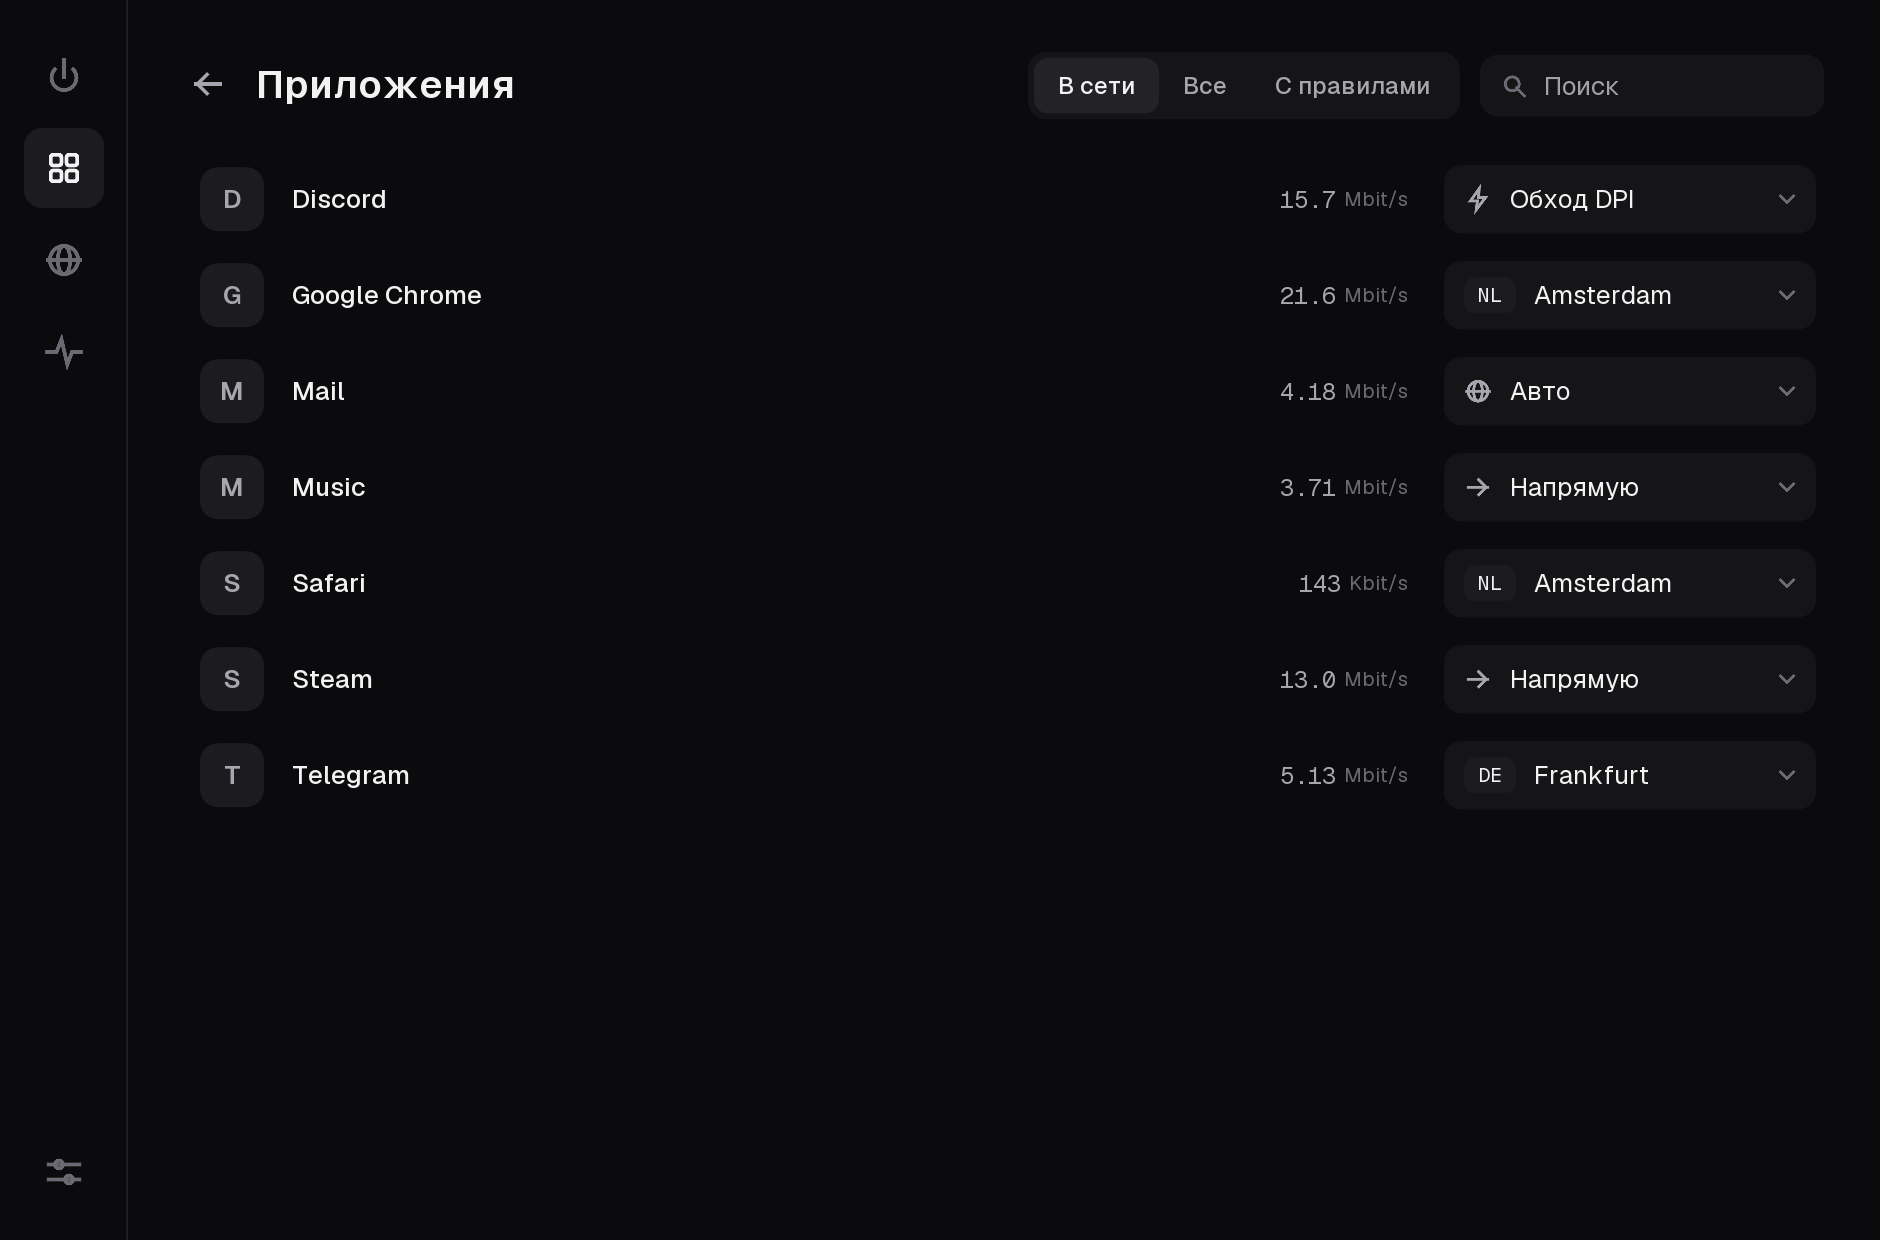 Приложения
В сети Все С правилами Поиск
D Discord 15.7 Mbit/s Обход DPI
G Google Chrome 21.6 Mbit/s NL Amsterdam
M Mail 4.18 Mbit/s Авто
M Music 3.71 Mbit/s Напрямую
S Safari 143 Kbit/s NL Amsterdam
S Steam 13.0 Mbit/s Напрямую
T Telegram 5.13 Mbit/s DE Frankfurt